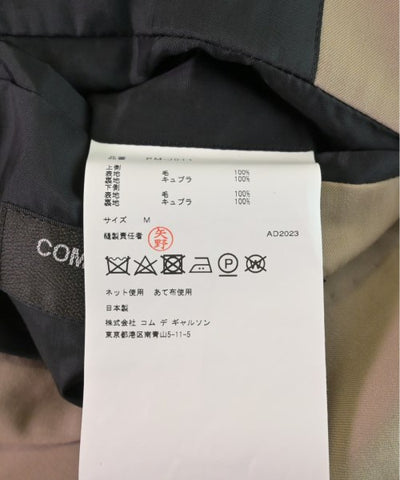 上側
表地 毛 100%
裏地 キュプラ 100%
下側
表地 毛 100%
裏地 キュプラ 100%
サイズ M
縫製責任者 矢野 AD2023
P W
ネット使用 あて布使用
日本製
株式会社 コム デ ギャルソン
東京都港区南青山5-11-5
COM